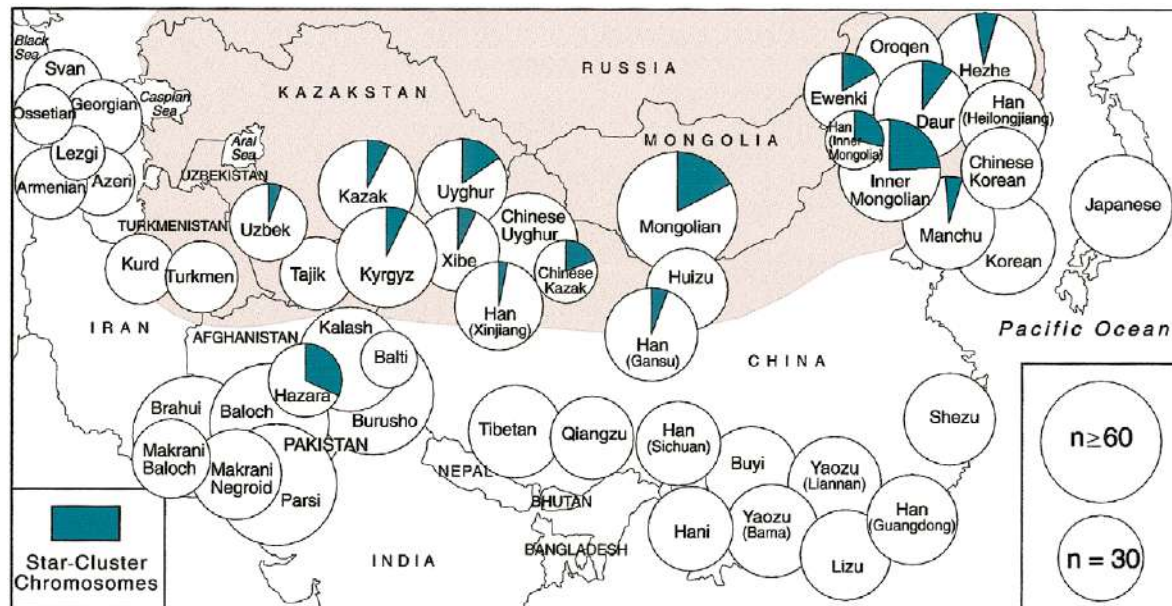 Black
Sea
Svan
Ossetian
Georgian
Caspian
Sea
Lezgi
Armenian
Azeri
KAZAKSTAN
RUSSIA
MONGOLIA
Aral
Sea
UZBEKISTAN
TURKMENISTAN
Kurd
Turkmen
Uzbek
Tajik
Kazak
Kyrgyz
Uyghur
Xibe
Chinese
Uyghur
Chinese
Kazak
Han
(Xinjiang)
Mongolian
Huizu
Han
(Gansu)
Oroqen
Hezhe
Ewenki
Daur
Han
(Inner
Mongolia)
Han
(Heilongjiang)
Inner
Mongolian
Chinese
Korean
Manchu
Korean
Japanese
IRAN
AFGHANISTAN
Kalash
Balti
Hazara
Burusho
Brahui
Baloch
PAKISTAN
Makrani
Baloch
Makrani
Negroid
Parsi
CHINA
Pacific Ocean
Tibetan
Qiangzu
Han
(Sichuan)
Buyi
Yaozu
(Liannan)
Shezu
Han
(Guangdong)
Hani
Yaozu
(Bama)
Lizu
NEPAL
BHUTAN
BANGLADESH
INDIA
Star-Cluster
Chromosomes
n≥60
n = 30